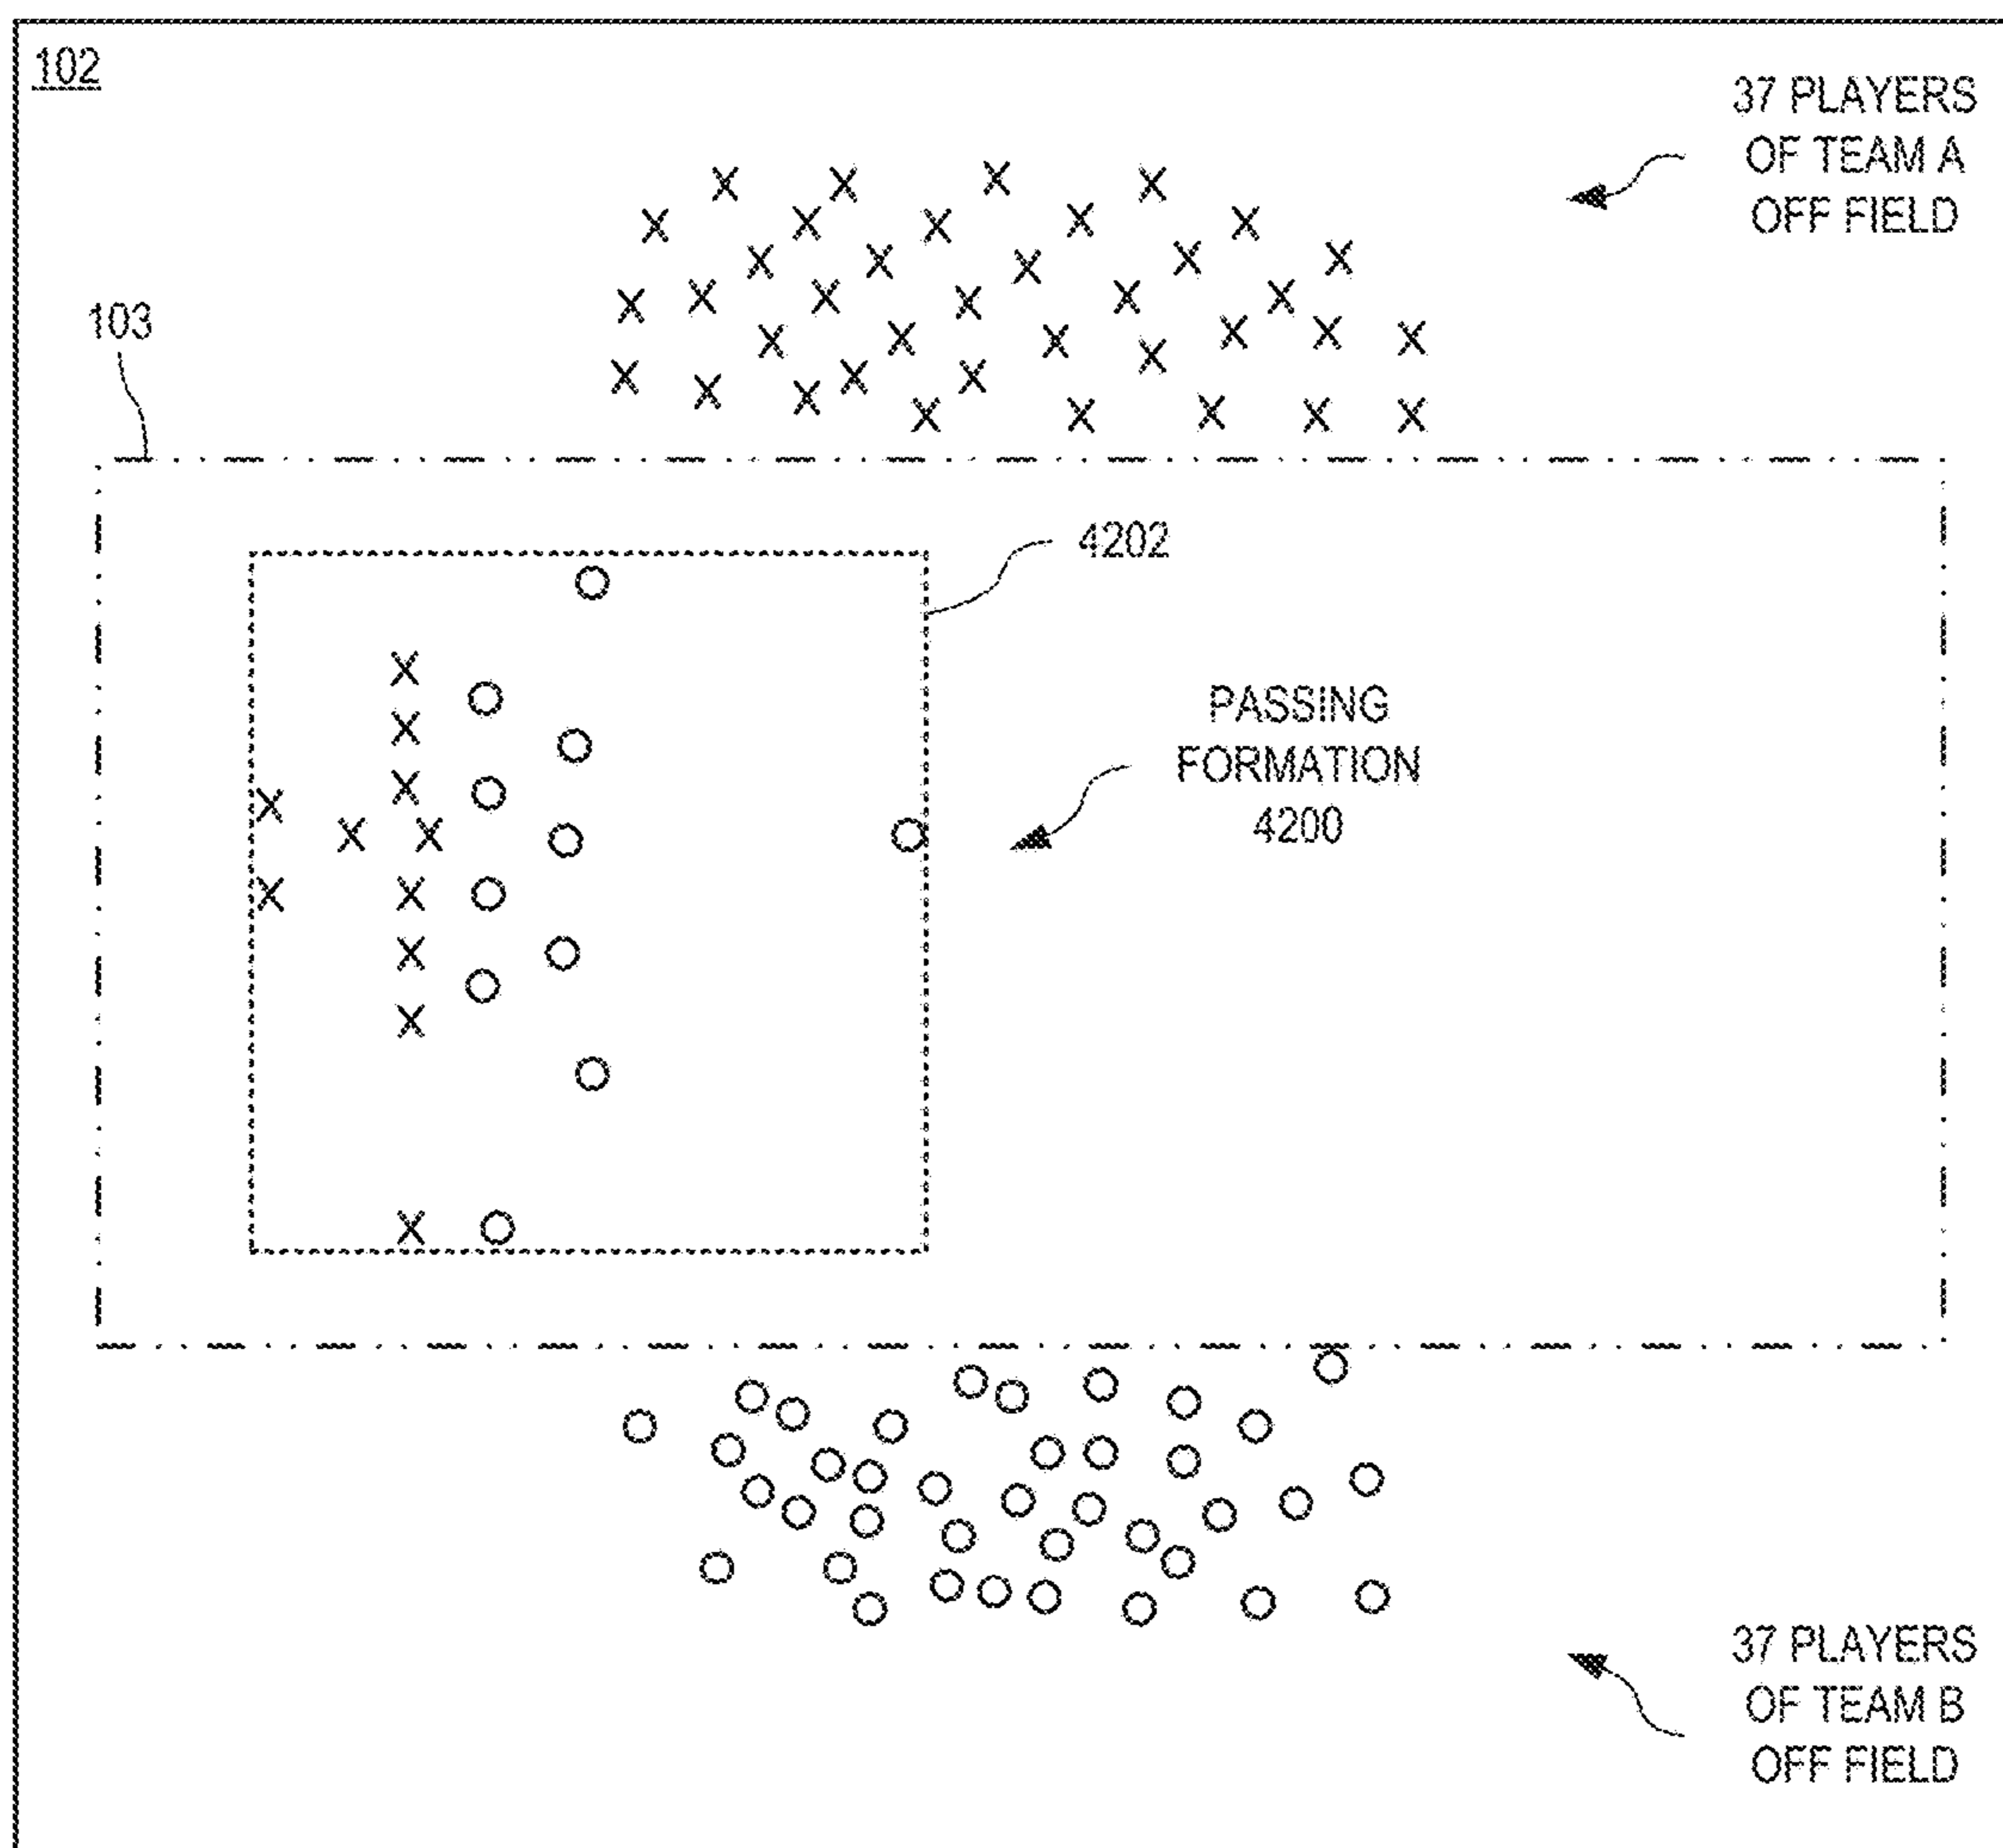 102
37 PLAYERS
OF TEAM A
OFF FIELD
103
4202
PASSING
FORMATION
4200
37 PLAYERS
OF TEAM B
OFF FIELD